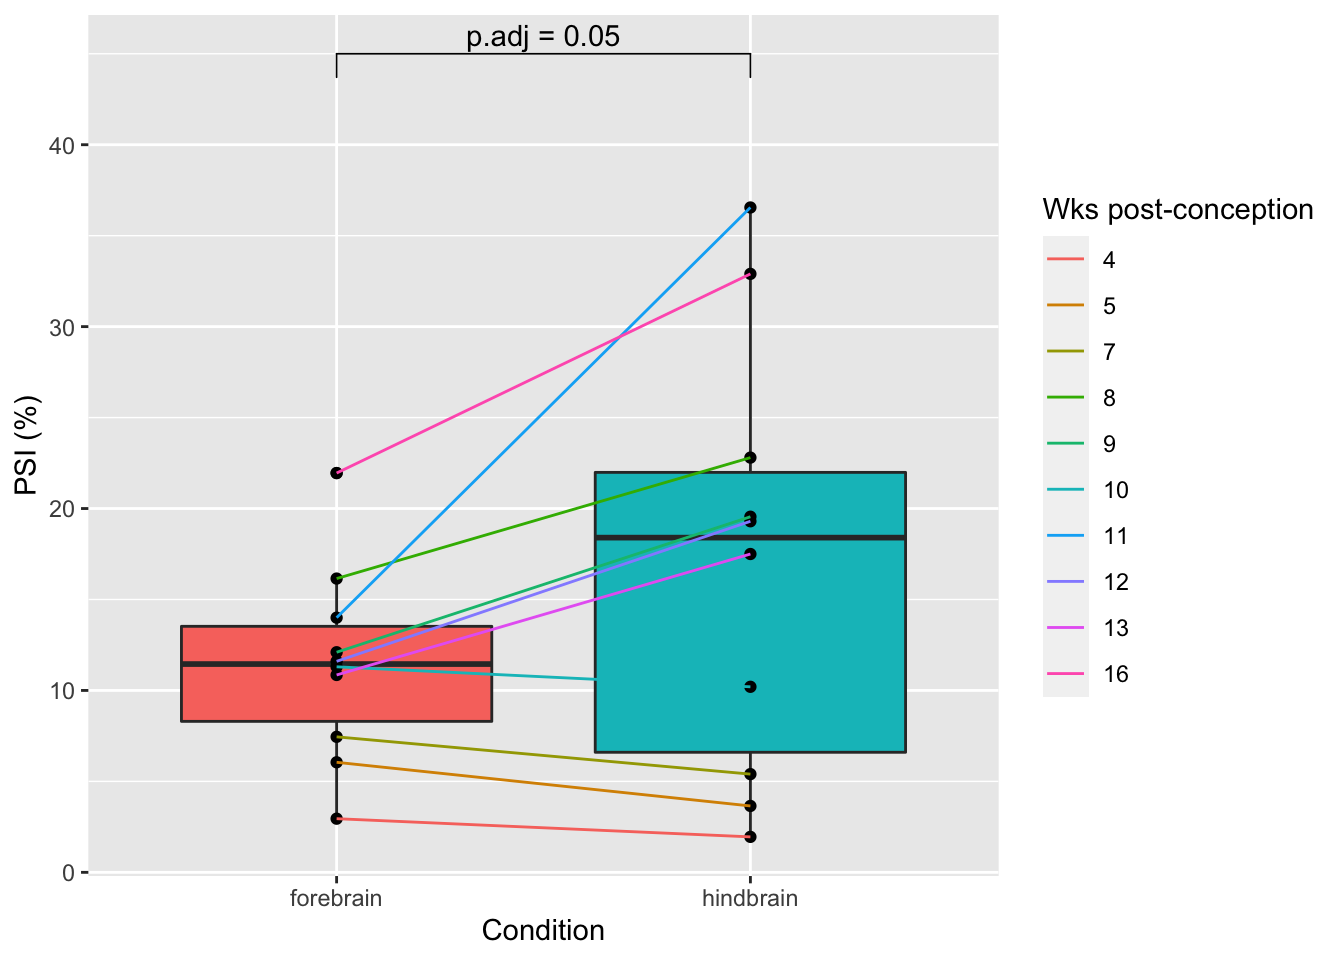 p.adj = 0.05
40
30
20
10
0
PSI (%)
forebrain
hindbrain
Condition
Wks post-conception
4
5
7
8
9
10
11
12
13
16